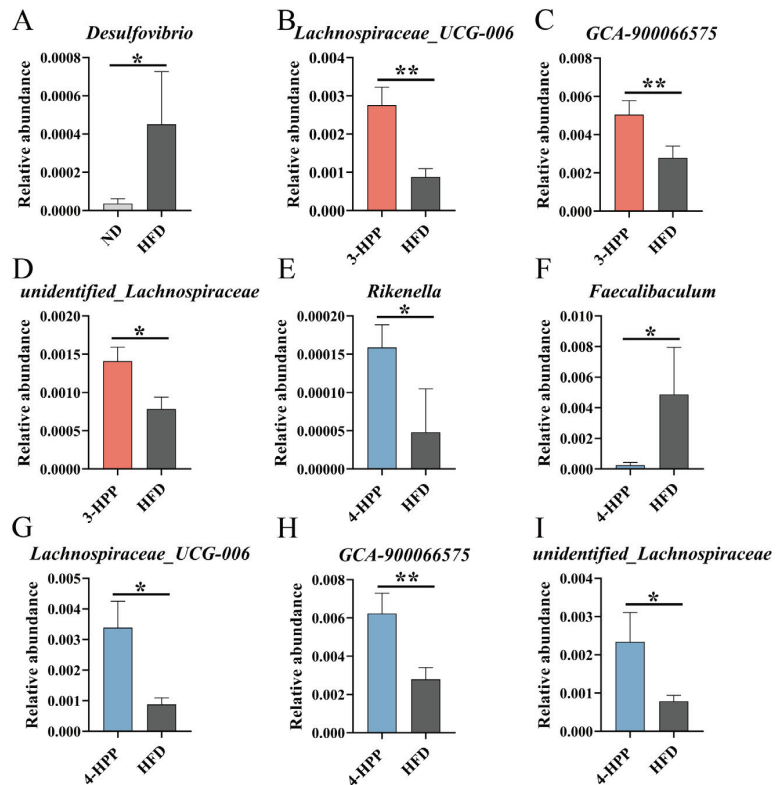 A
Desulfovibrio
*
Relative abundance
0.0008
0.0006
0.0004
0.0002
0.0000
ND
HFD
B
Lachnospiraceae_UCG-006
**
Relative abundance
0.004
0.003
0.002
0.001
0.000
3-HPP
HFD
C
GCA-900066575
**
Relative abundance
0.008
0.006
0.004
0.002
0.000
3-HPP
HFD
D
unidentified_Lachnospiraceae
*
Relative abundance
0.0020
0.0015
0.0010
0.0005
0.0000
3-HPP
HFD
E
Rikenella
*
Relative abundance
0.00020
0.00015
0.00010
0.00005
0.00000
4-HPP
HFD
F
Faecalibaculum
*
Relative abundance
0.010
0.008
0.006
0.004
0.002
0.000
4-HPP
HFD
G
Lachnospiraceae_UCG-006
*
Relative abundance
0.005
0.004
0.003
0.002
0.001
0.000
4-HPP
HFD
H
GCA-900066575
**
Relative abundance
0.008
0.006
0.004
0.002
0.000
4-HPP
HFD
I
unidentified_Lachnospiraceae
*
Relative abundance
0.004
0.003
0.002
0.001
0.000
4-HPP
HFD